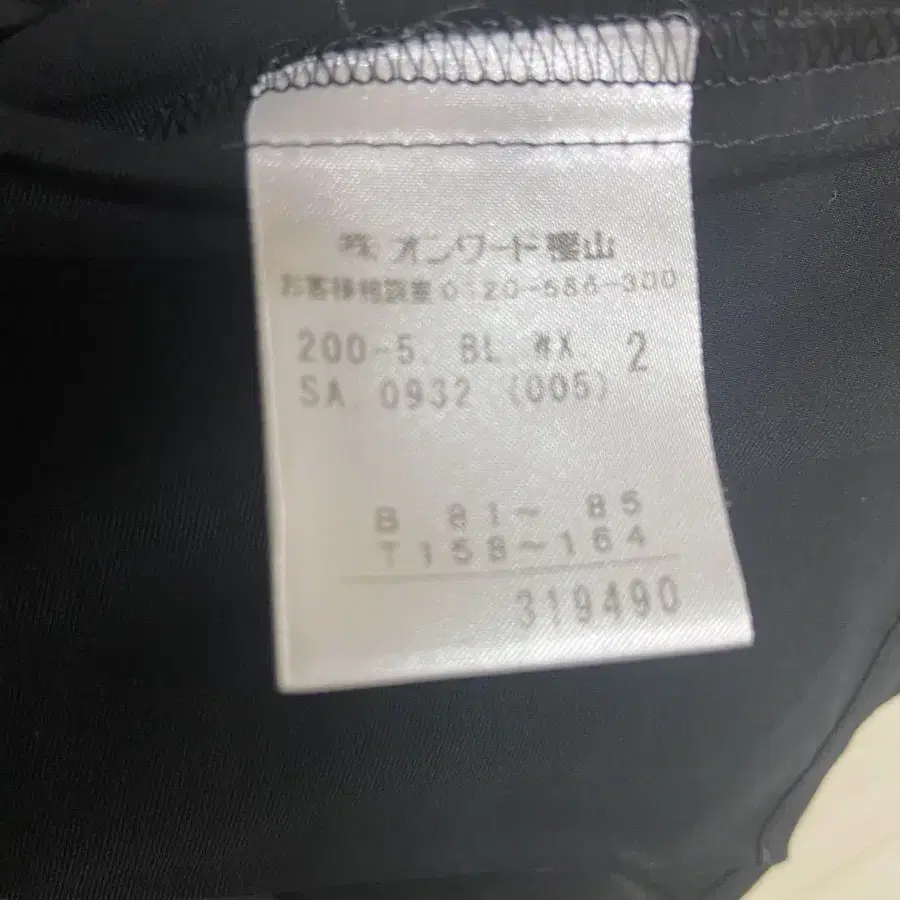 ㈱オンワード樫山
お客様相談室 0120-586-300
200-5. BL. WX. 2
SA. 0932 (005)
B 81~ 85
T158~164
319490